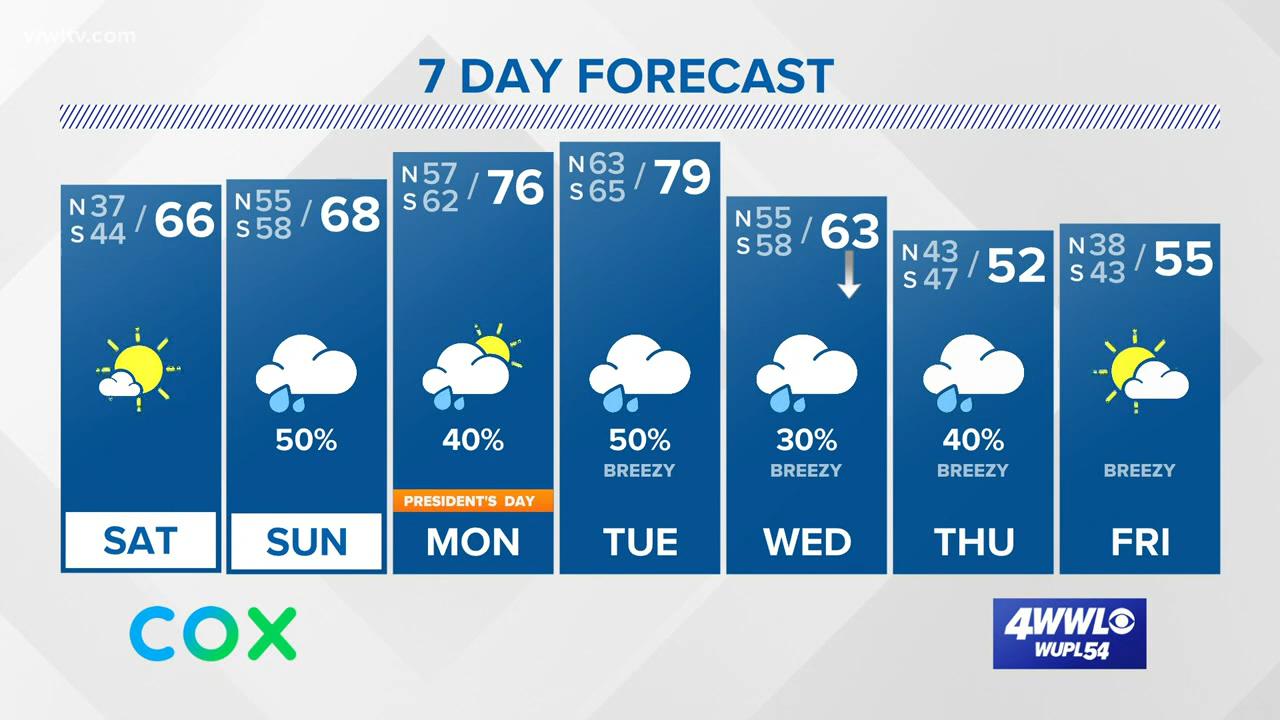 wwltv.com
7 DAY FORECAST
N 37
S 44
/ 66
N 55
S 58
/ 68
N 57
S 62
/ 76
N 63
S 65
/ 79
N 55
S 58
/ 63
N 43
S 47
/ 52
N 38
S 43
/ 55
50%
40%
50%
30%
40%
BREEZY
BREEZY
BREEZY
BREEZY
PRESIDENT'S DAY
SAT
SUN
MON
TUE
WED
THU
FRI
COX
4WWL
WUPL54